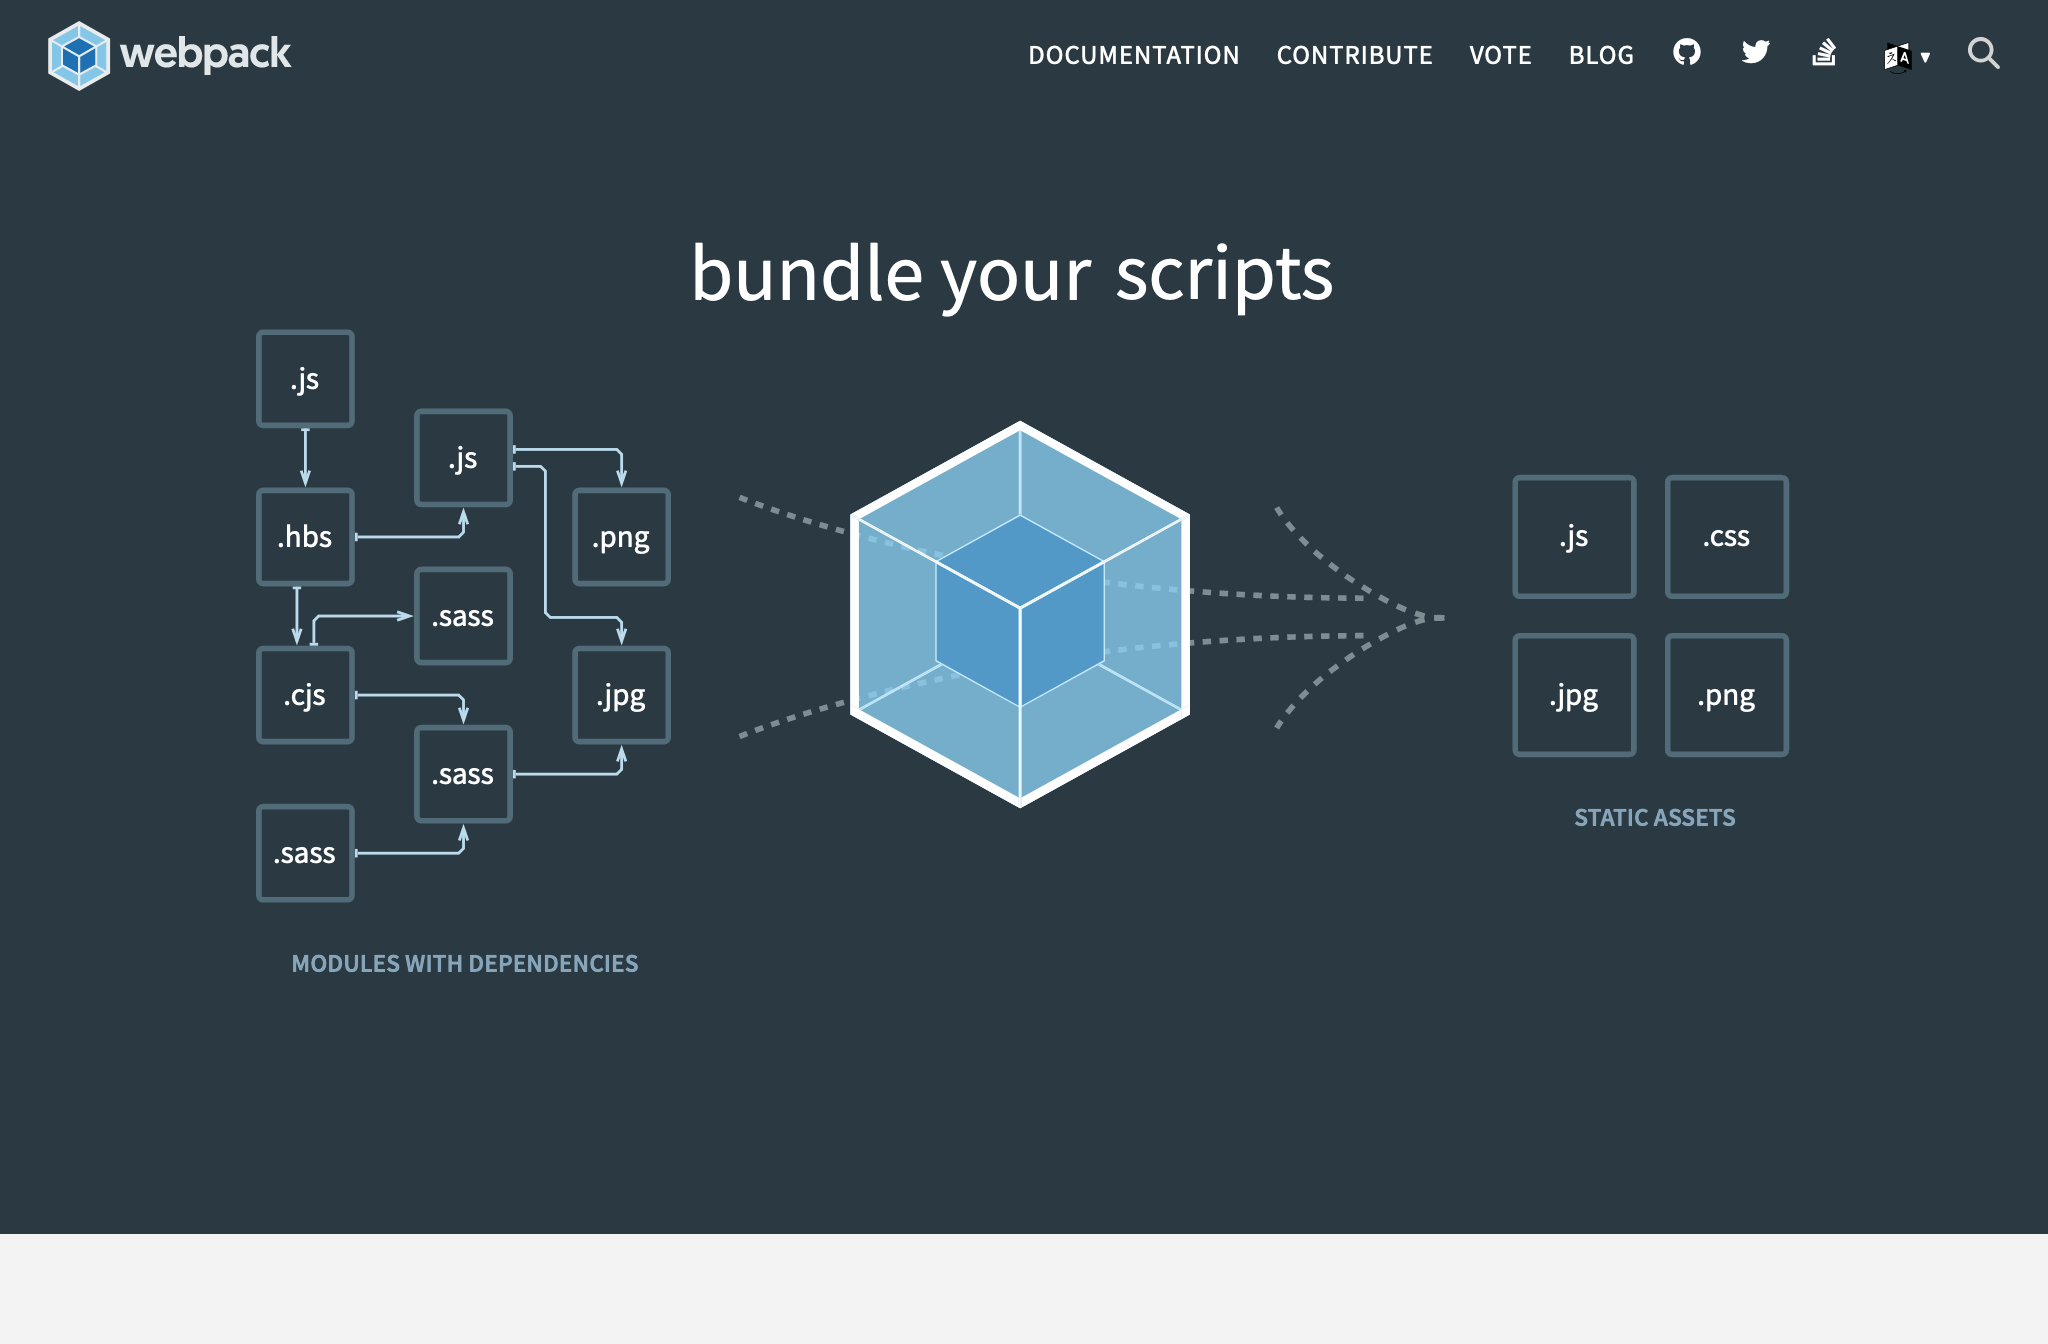 webpack
DOCUMENTATION CONTRIBUTE VOTE BLOG
bundle your scripts
.js
.js
.hbs
.png
.sass
.cjs
.jpg
.sass
.sass
MODULES WITH DEPENDENCIES
.js .css
.jpg .png
STATIC ASSETS